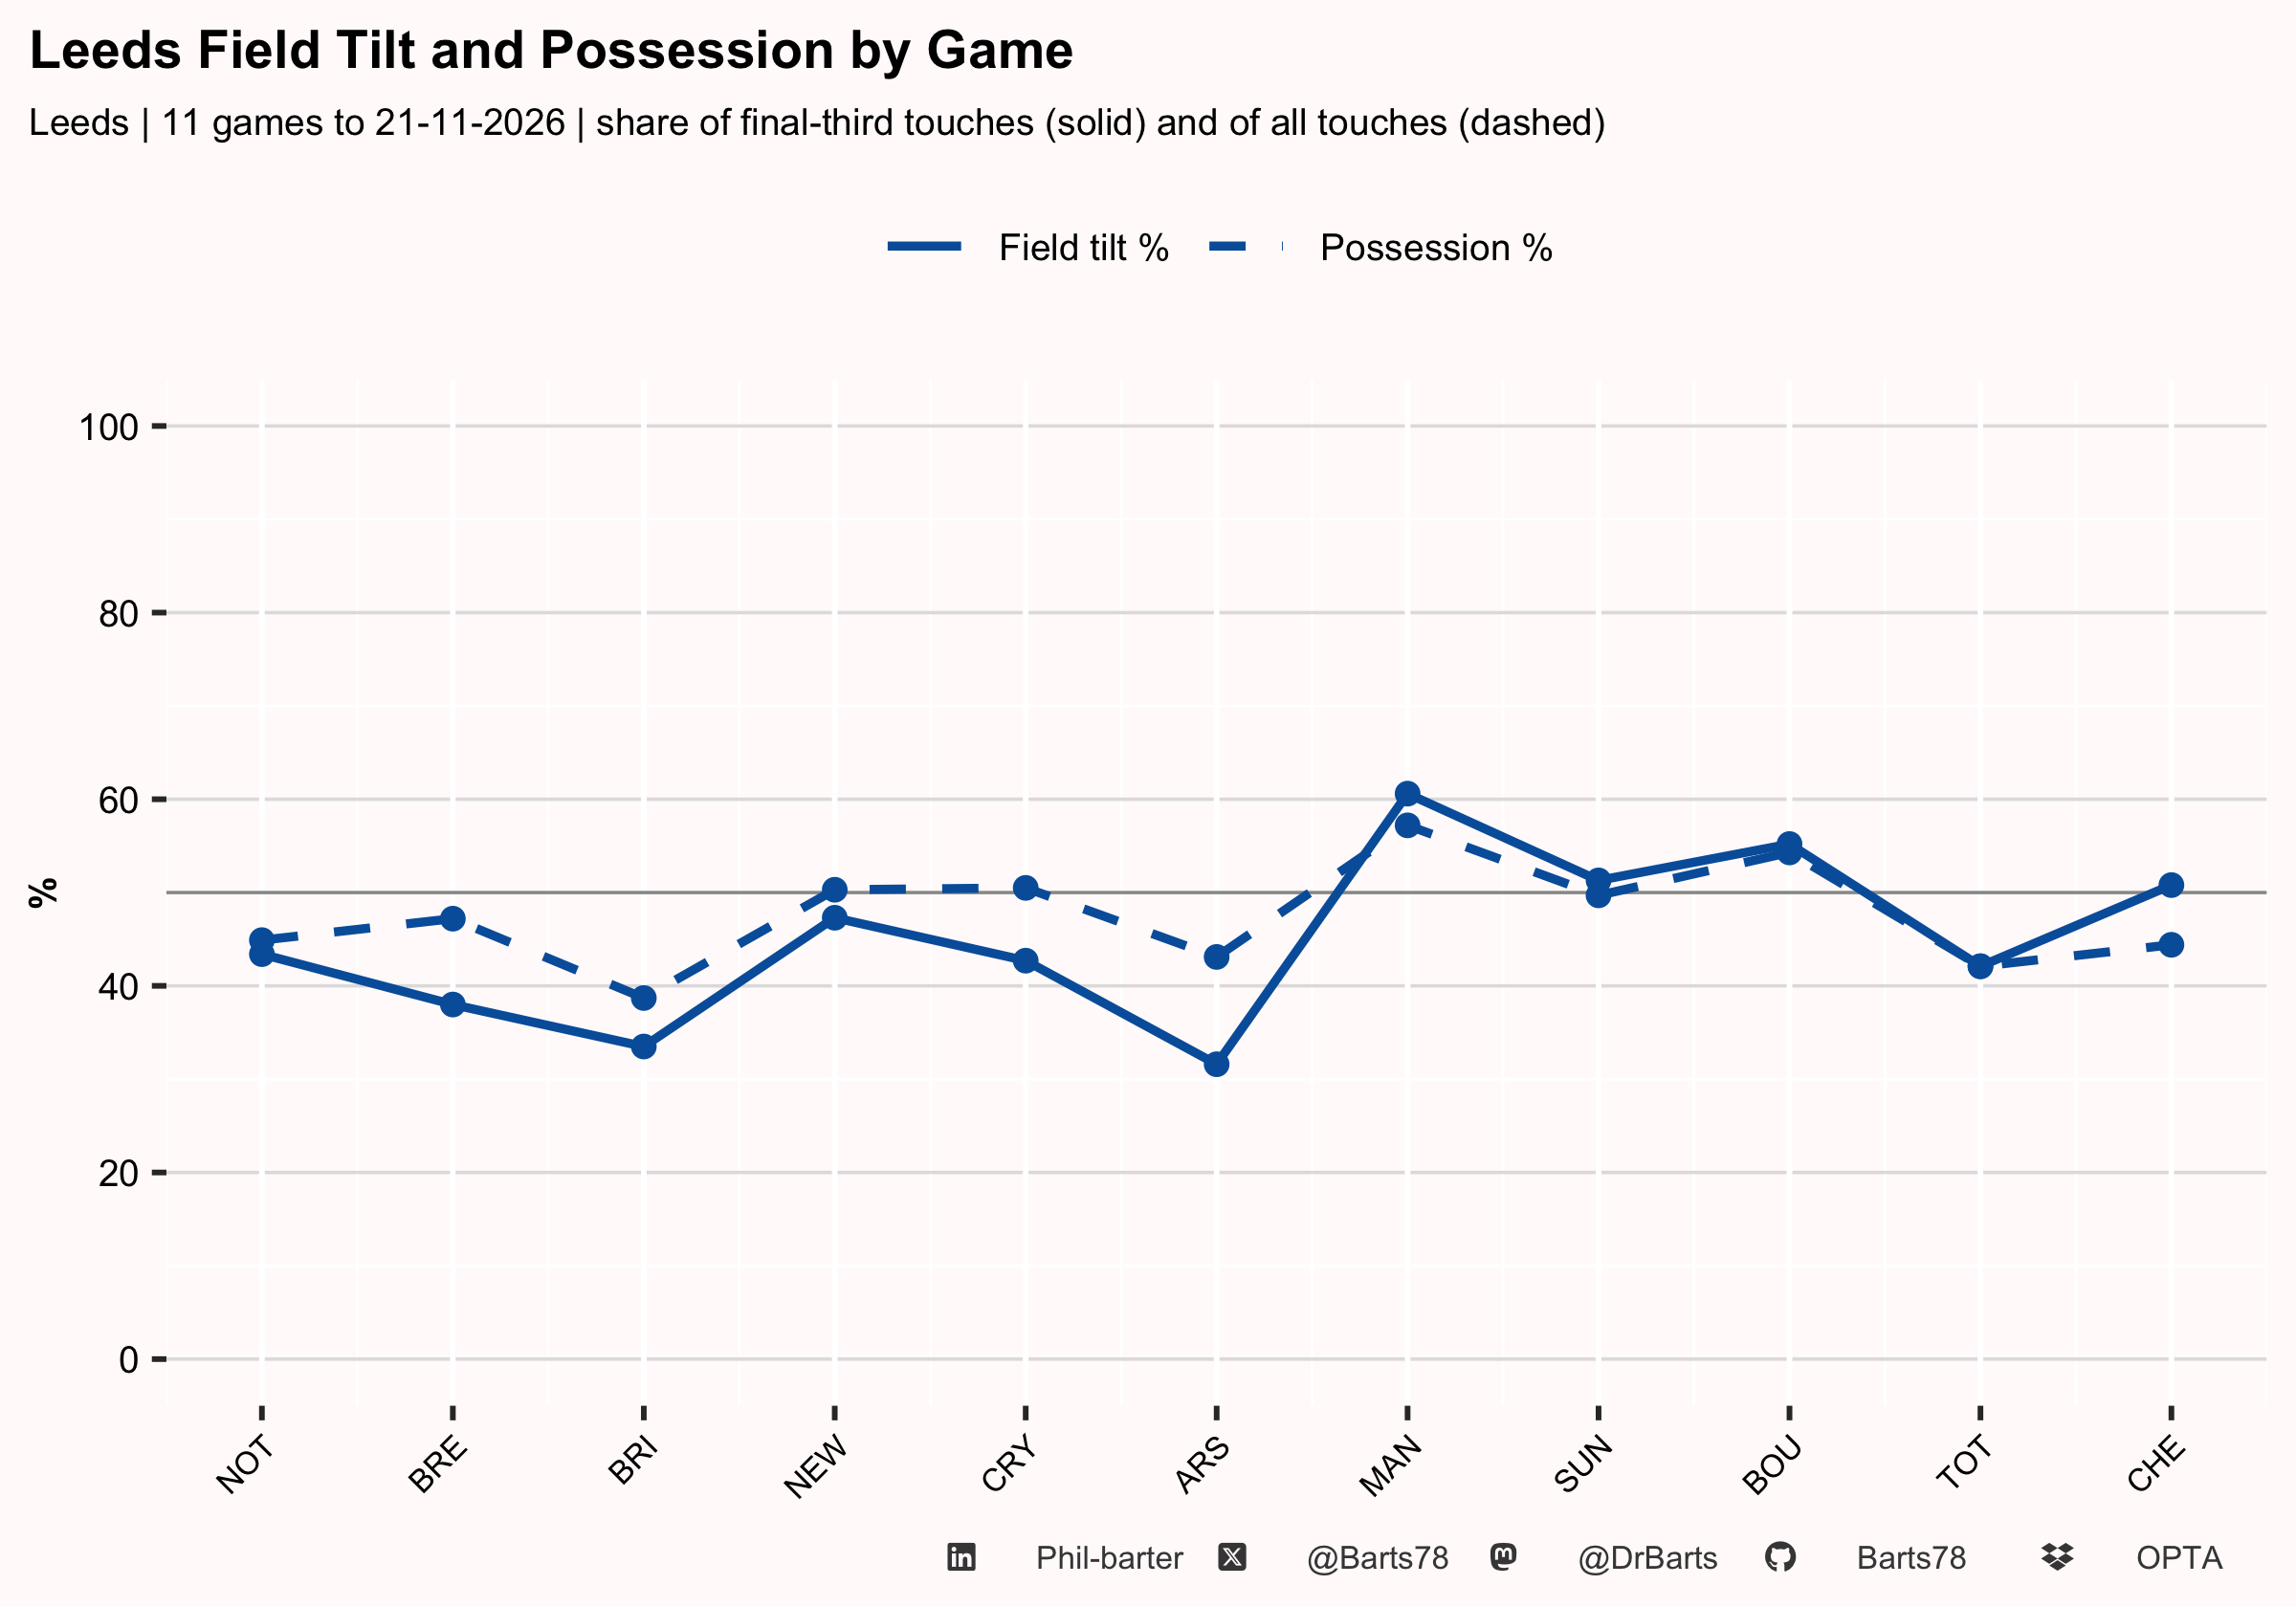 Leeds Field Tilt and Possession by Game
Leeds | 11 games to 21-11-2026 | share of final-third touches (solid) and of all touches (dashed)
Field tilt % Possession %
100
80
60
40
20
0
%
NOT BRE BRI NEW CRY ARS MAN SUN BOU TOT CHE
Phil-barter @Barts78 @DrBarts Barts78 OPTA